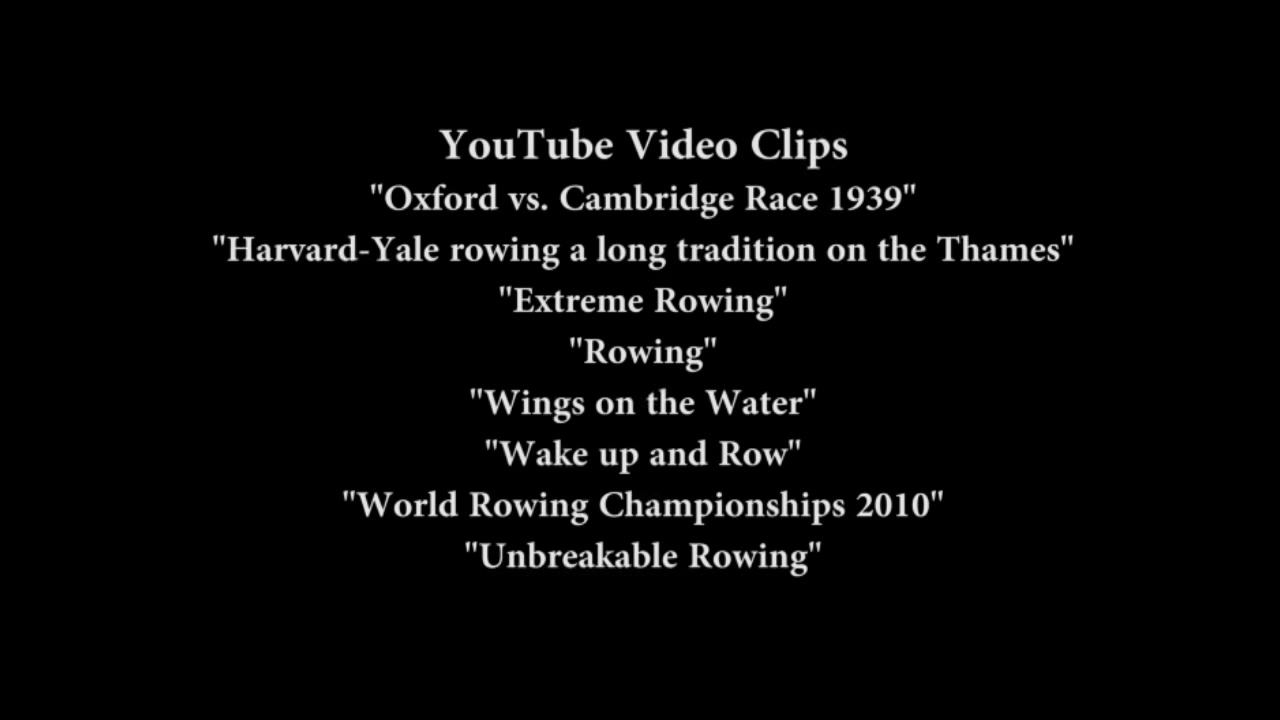 YouTube Video Clips
"Oxford vs. Cambridge Race 1939"
"Harvard-Yale rowing a long tradition on the Thames"
"Extreme Rowing"
"Rowing"
"Wings on the Water"
"Wake up and Row"
"World Rowing Championships 2010"
"Unbreakable Rowing"